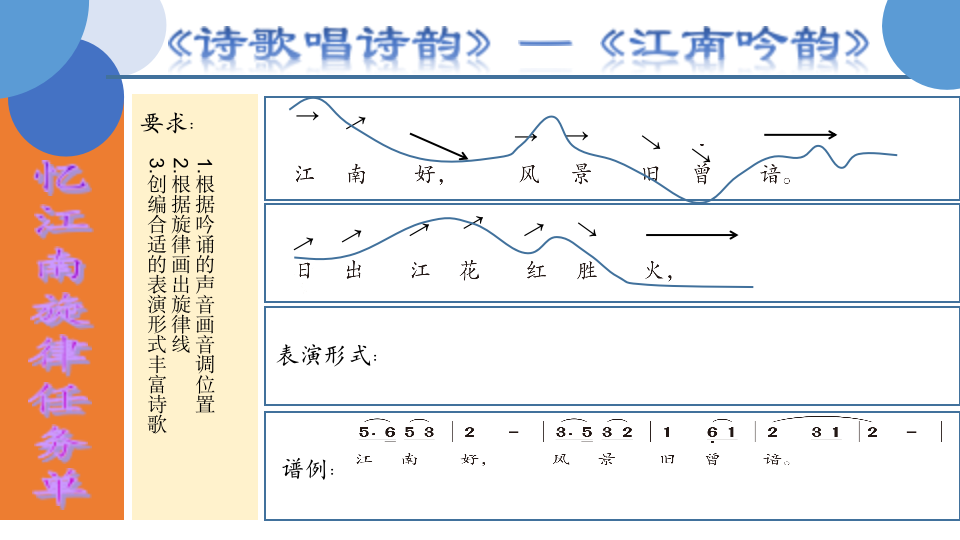 《诗歌唱诗韵》 — 《江南吟韵》
忆江南旋律任务单
要求：
1.根据吟诵的声音画音调位置
2.根据旋律画出旋律线
3.创编合适的表演形式丰富诗歌
江 南 好， 风 景 旧 曾 谙。
日 出 江 花 红 胜 火，
表演形式：
谱例：
5. 6 5 3 | 2 - | 3. 5 3 2 | 1 6 1 | 2 3 1 | 2 - |
江 南 好， 风 景 旧 曾 谙。